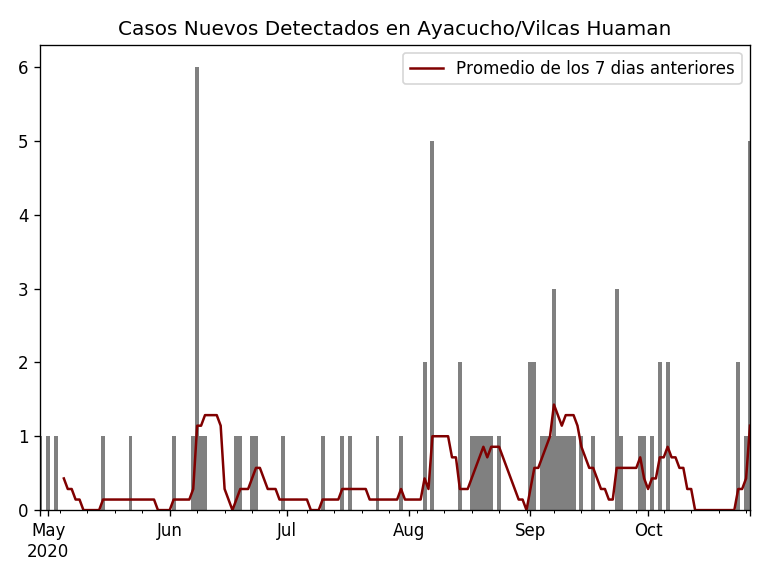 Casos Nuevos Detectados en Ayacucho/Vilcas Huaman
Promedio de los 7 dias anteriores
6
5
4
3
2
1
0
May Jun Jul Aug Sep Oct
2020